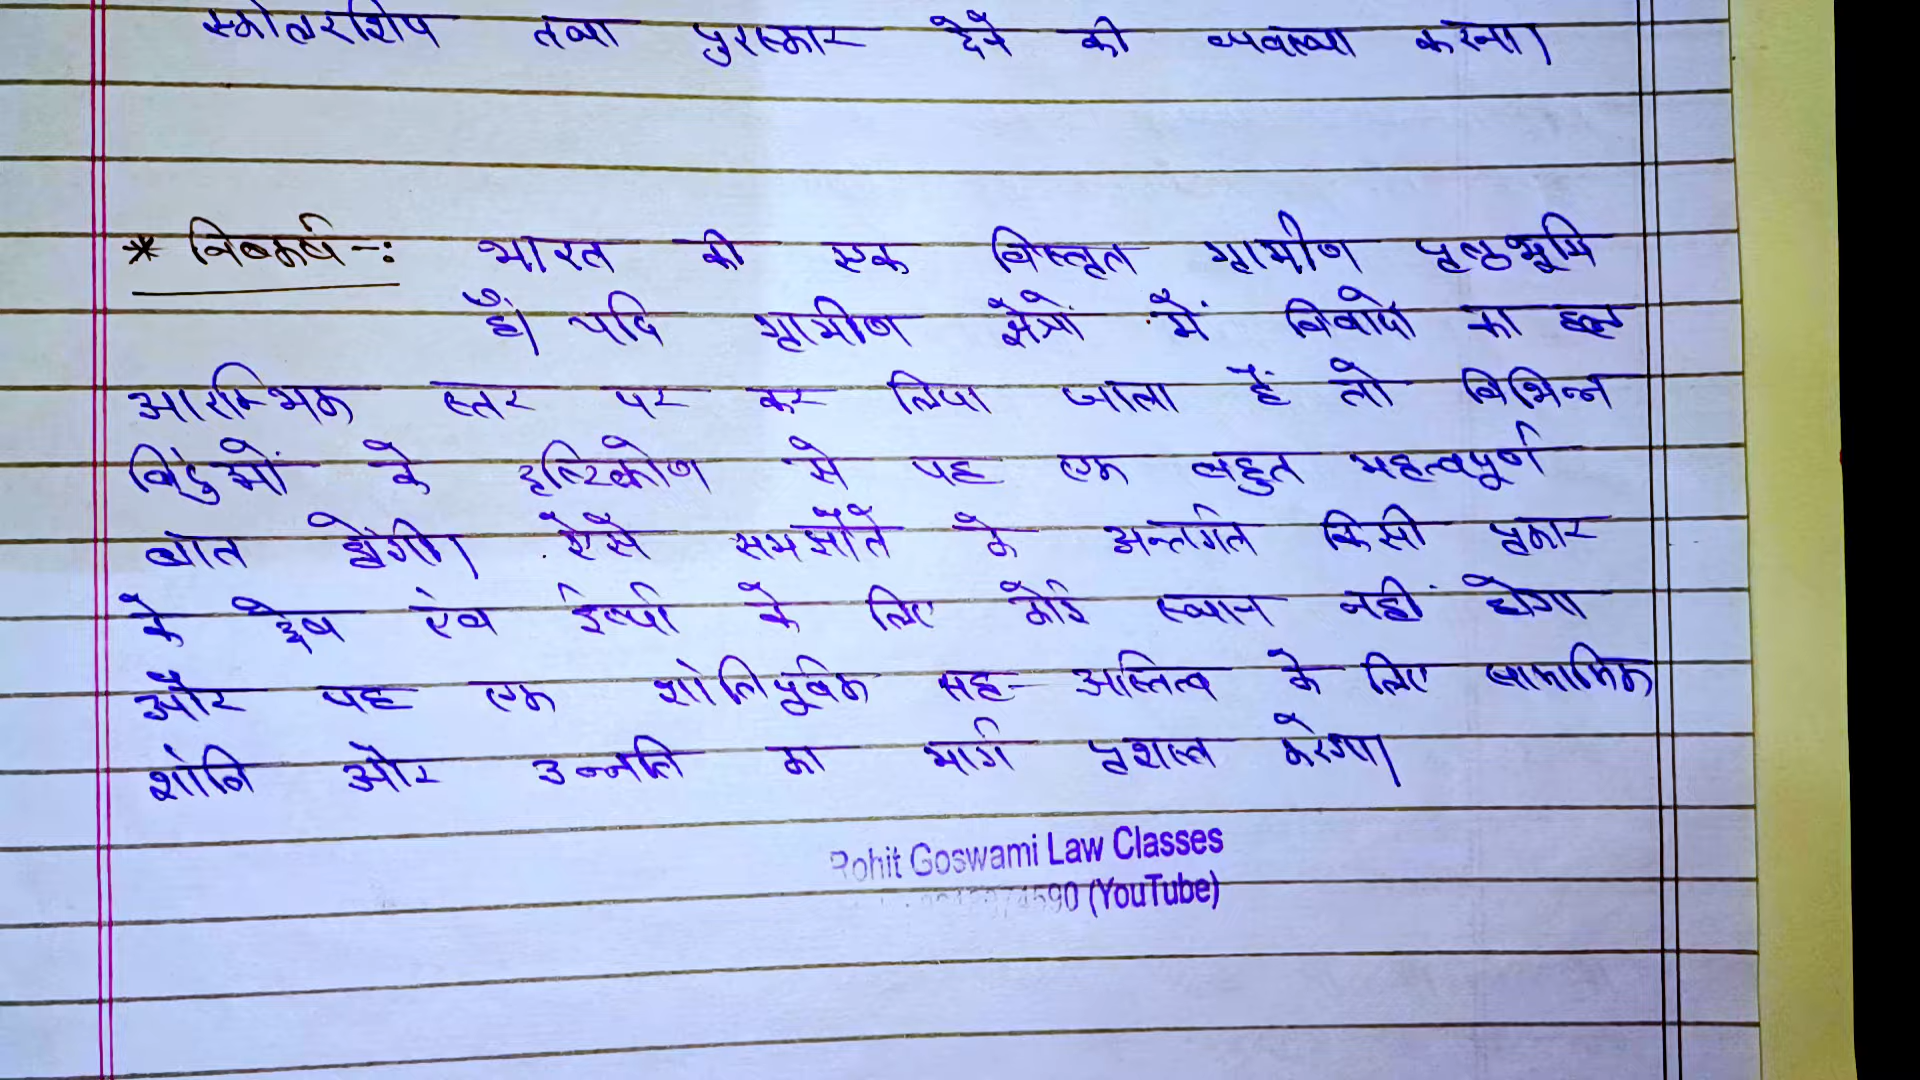 स्कोलरशिप तथा पुरस्कार देने की व्यवस्था करना।
* निष्कर्ष -: भारत की एक विस्तृत ग्रामीण पृष्ठभूमि
है। यदि ग्रामीण क्षेत्रों में विवादों का हल
आरम्भिक स्तर पर कर लिया जाता है तो विभिन्न
बिंदुओं के दृष्टिकोण से यह एक बहुत महत्वपूर्ण
बात होगी। ऐसे समझौते के अन्तर्गत किसी प्रकार
के द्वेष एंव ईर्ष्या के लिए कोई स्थान नहीं होगा
और यह एक शांतिपूर्वक सह-अस्तित्व के लिए सामाजिक
शांति और उन्नति का मार्ग प्रशस्त करेगा।
Rohit Goswami Law Classes
(YouTube)